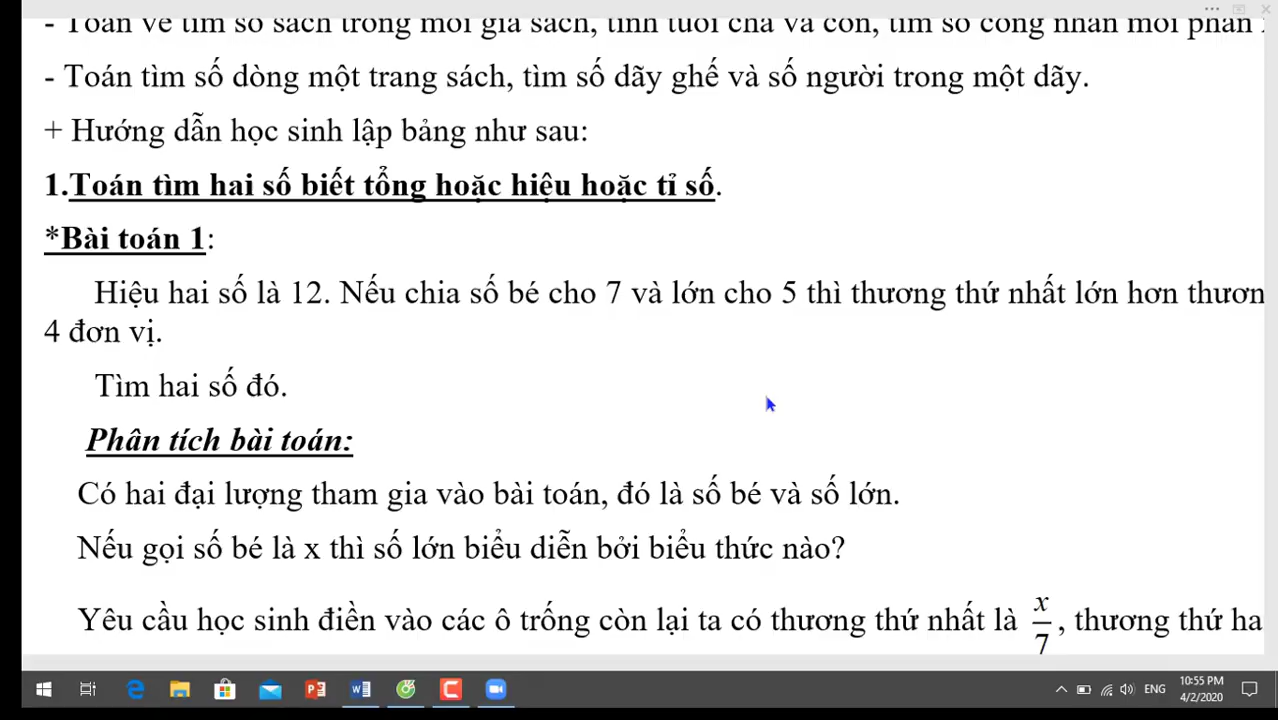 - Toán về tìm số sách trong mỗi giá sách, tính tuổi cha và con, tìm số công nhân mỗi phân
- Toán tìm số dòng một trang sách, tìm số dãy ghế và số người trong một dãy.
+ Hướng dẫn học sinh lập bảng như sau:
1.Toán tìm hai số biết tổng hoặc hiệu hoặc tỉ số.
*Bài toán 1:
Hiệu hai số là 12. Nếu chia số bé cho 7 và lớn cho 5 thì thương thứ nhất lớn hơn thươn
4 đơn vị.
Tìm hai số đó.
Phân tích bài toán:
Có hai đại lượng tham gia vào bài toán, đó là số bé và số lớn.
Nếu gọi số bé là x thì số lớn biểu diễn bởi biểu thức nào?
Yêu cầu học sinh điền vào các ô trống còn lại ta có thương thứ nhất là x/7, thương thứ ha
ENG
10:55 PM
4/2/2020